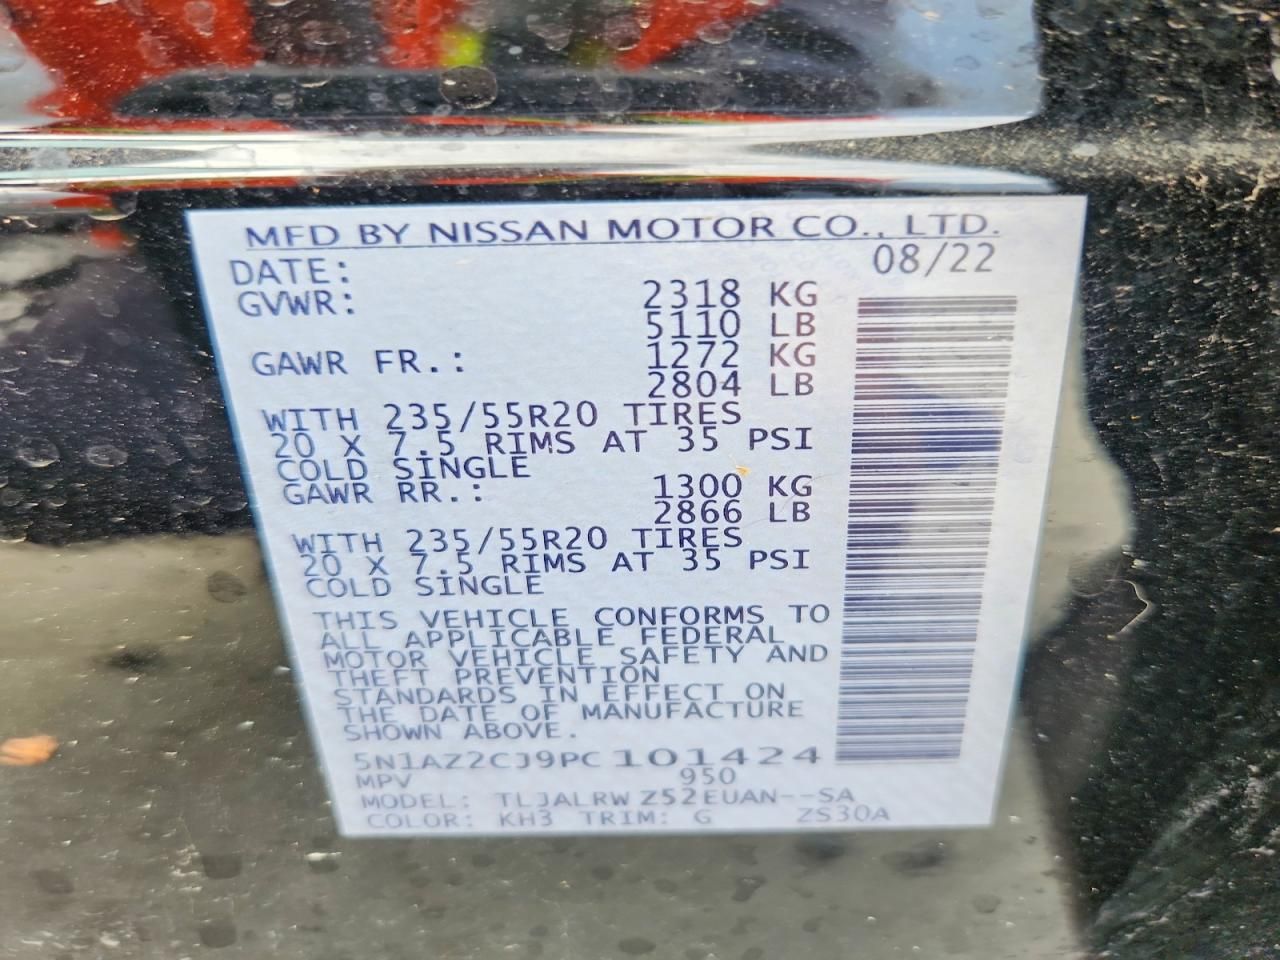 MFD BY NISSAN MOTOR CO., LTD.
DATE: 08/22
GVWR: 2318 KG
5110 LB
GAWR FR.: 1272 KG
2804 LB
WITH 235/55R20 TIRES
20 X 7.5 RIMS AT 35 PSI
COLD SINGLE
GAWR RR.: 1300 KG
2866 LB
WITH 235/55R20 TIRES
20 X 7.5 RIMS AT 35 PSI
COLD SINGLE
THIS VEHICLE CONFORMS TO
ALL APPLICABLE FEDERAL
MOTOR VEHICLE SAFETY AND
THEFT PREVENTION
STANDARDS IN EFFECT ON
THE DATE OF MANUFACTURE
SHOWN ABOVE.
5N1AZ2CJ9PC101424
MPV 950
MODEL: TLJALRWZ52EUAN--SA
COLOR: KH3 TRIM: G ZS30A